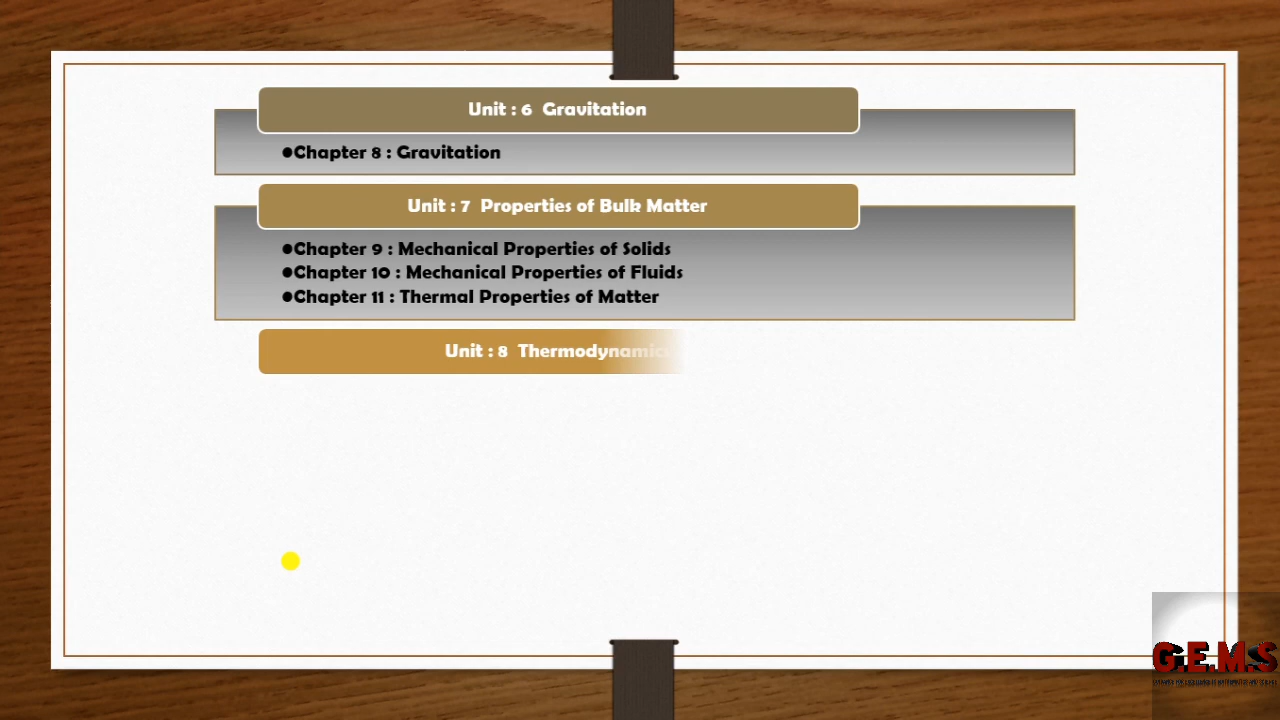 Unit : 6 Gravitation
●Chapter 8 : Gravitation
Unit : 7 Properties of Bulk Matter
●Chapter 9 : Mechanical Properties of Solids
●Chapter 10 : Mechanical Properties of Fluids
●Chapter 11 : Thermal Properties of Matter
Unit : 8 Thermodynamics
G.E.M.S